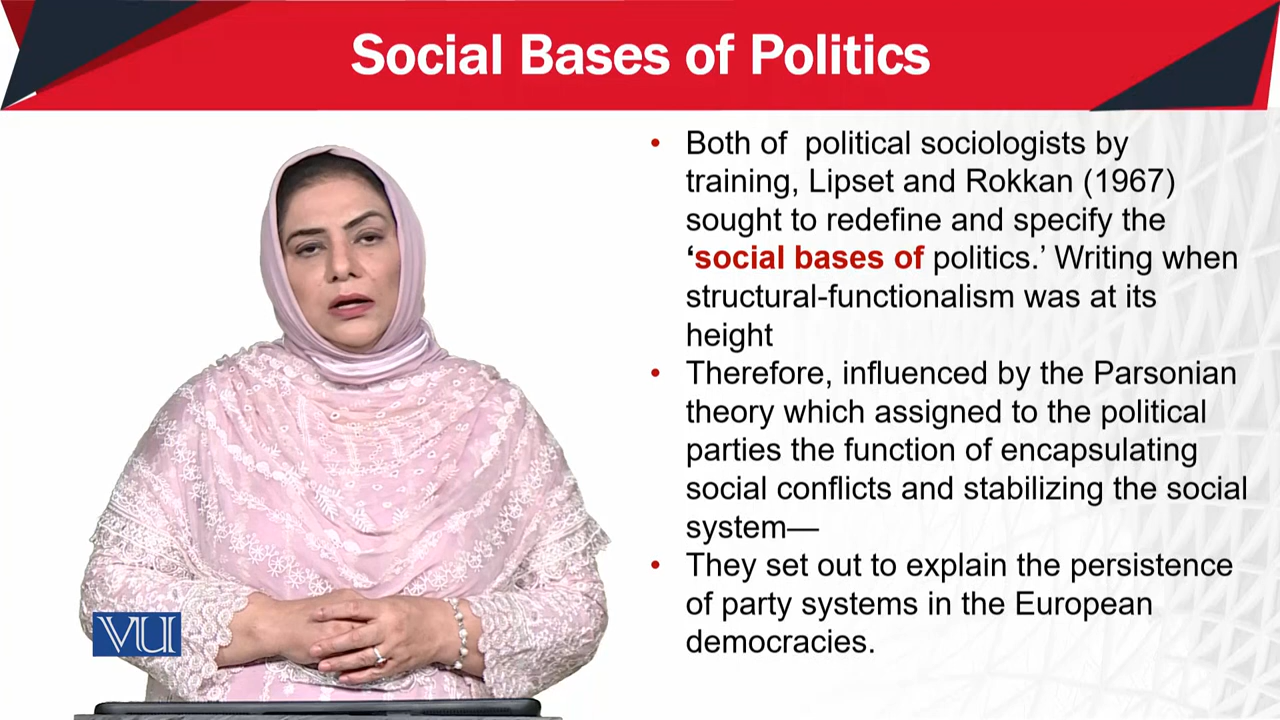 Social Bases of Politics
• Both of political sociologists by
training, Lipset and Rokkan (1967)
sought to redefine and specify the
‘social bases of politics.’ Writing when
structural-functionalism was at its
height
• Therefore, influenced by the Parsonian
theory which assigned to the political
parties the function of encapsulating
social conflicts and stabilizing the social
system—
• They set out to explain the persistence
of party systems in the European
democracies.
VU